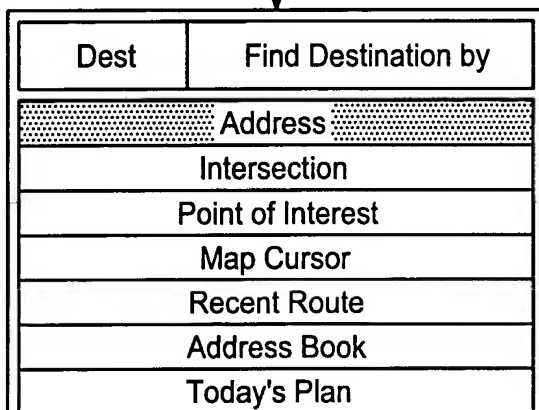 Dest Find Destination by
Address
Intersection
Point of Interest
Map Cursor
Recent Route
Address Book
Today's Plan